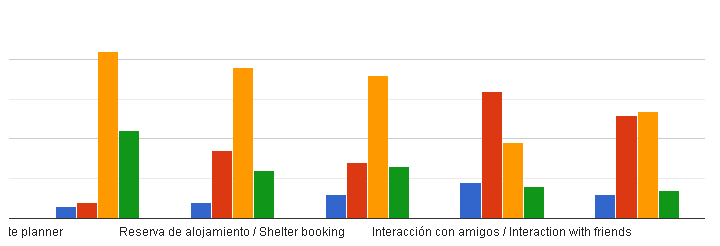 te planner
Reserva de alojamiento / Shelter booking
Interacción con amigos / Interaction with friends